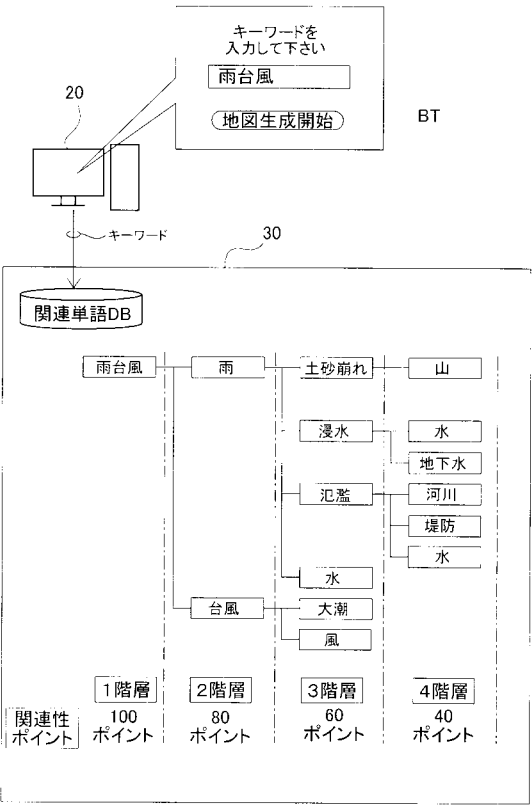 キーワードを
入力して下さい
雨台風
地図生成開始
BT
20
キーワード
30
関連単語DB
雨台風
雨
土砂崩れ
山
浸水
水
地下水
氾濫
河川
堤防
水
水
台風
大潮
風
1階層
2階層
3階層
4階層
関連性
ポイント
100
ポイント
80
ポイント
60
ポイント
40
ポイント